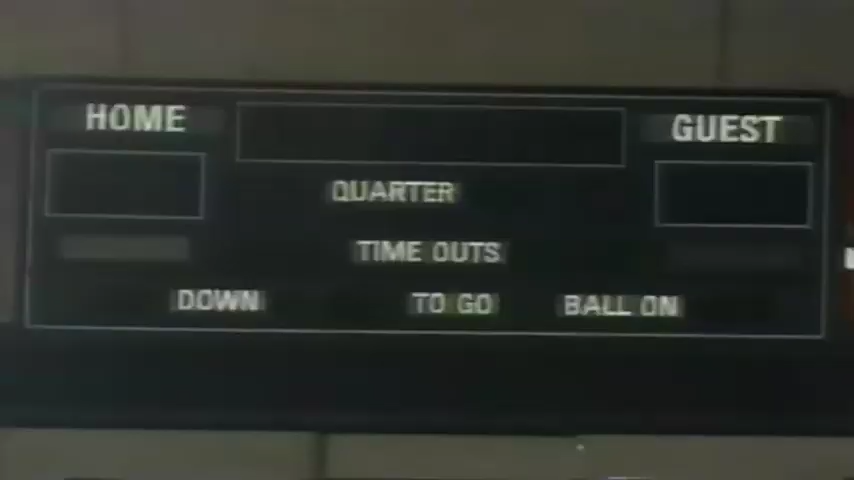 HOME GUEST
QUARTER
TIME OUTS
DOWN TO GO BALL ON